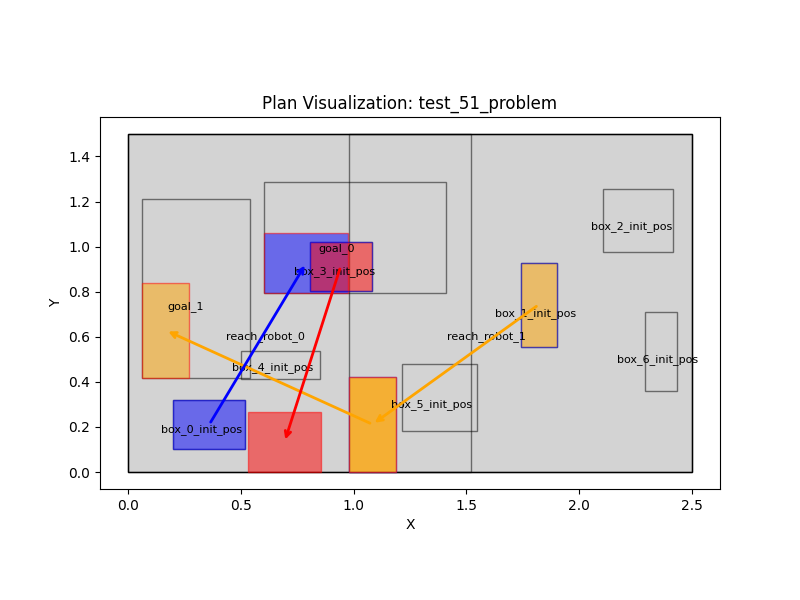 Plan Visualization: test_51_problem
Y
1.4
1.2
1.0
0.8
0.6
0.4
0.2
0.0
box_2_init_pos
goal_0
box_3_init_pos
goal_1
box_1_init_pos
reach_robot_0
reach_robot_1
box_4_init_pos
box_6_init_pos
box_5_init_pos
box_0_init_pos
0.0 0.5 1.0 1.5 2.0 2.5
X